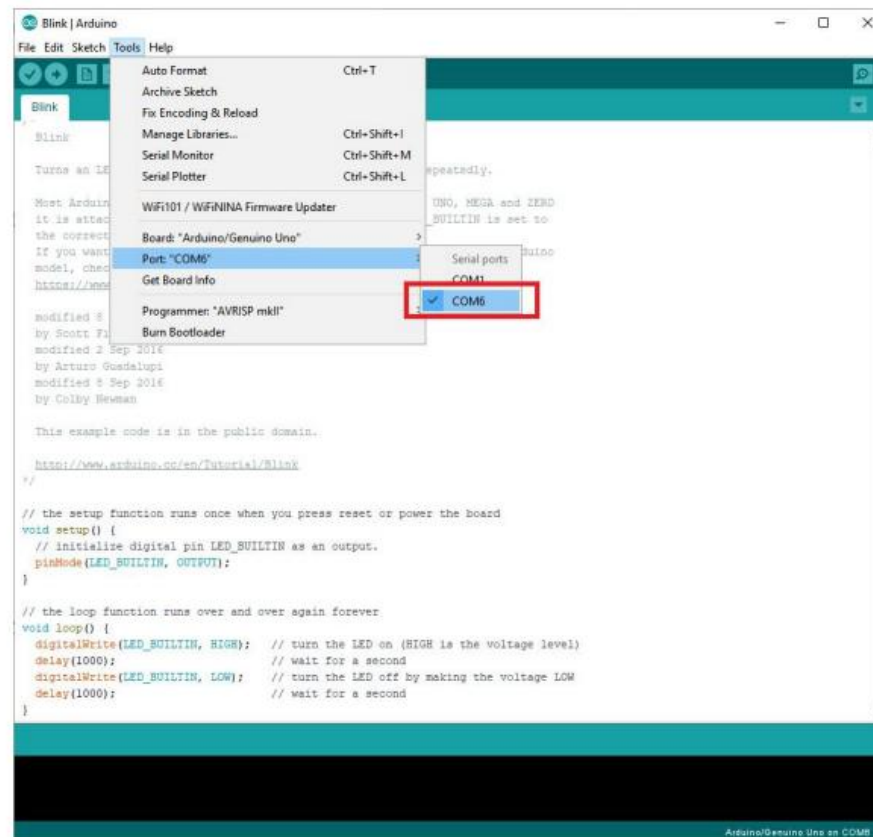 Blink | Arduino
File Edit Sketch Tools Help
Auto Format Ctrl+T
Archive Sketch
Fix Encoding & Reload
Manage Libraries... Ctrl+Shift+I
Serial Monitor Ctrl+Shift+M
Serial Plotter Ctrl+Shift+L
WiFi101 / WiFiNINA Firmware Updater
Board: "Arduino/Genuino Uno"
Port: "COM6"
Get Board Info
Programmer: "AVRISP mkII"
Burn Bootloader
Serial ports
COM1
COM6
Blink
Blink
Turns an LE
epeatedly.
Most Arduin
UNO, MEGA and ZERO
it is attac
_BUILTIN is set to
the correct
If you want
duino
model, chec
https://www
modified 8
by Scott Fi
modified 2 Sep 2016
by Arturo Guadalupi
modified 8 Sep 2016
by Colby Newman
This example code is in the public domain.
http://www.arduino.cc/en/Tutorial/Blink
*/
// the setup function runs once when you press reset or power the board
void setup() {
// initialize digital pin LED_BUILTIN as an output.
pinMode(LED_BUILTIN, OUTPUT);
}
// the loop function runs over and over again forever
void loop() {
digitalWrite(LED_BUILTIN, HIGH); // turn the LED on (HIGH is the voltage level)
delay(1000); // wait for a second
digitalWrite(LED_BUILTIN, LOW); // turn the LED off by making the voltage LOW
delay(1000); // wait for a second
}
Arduino/Genuino Uno on COM6